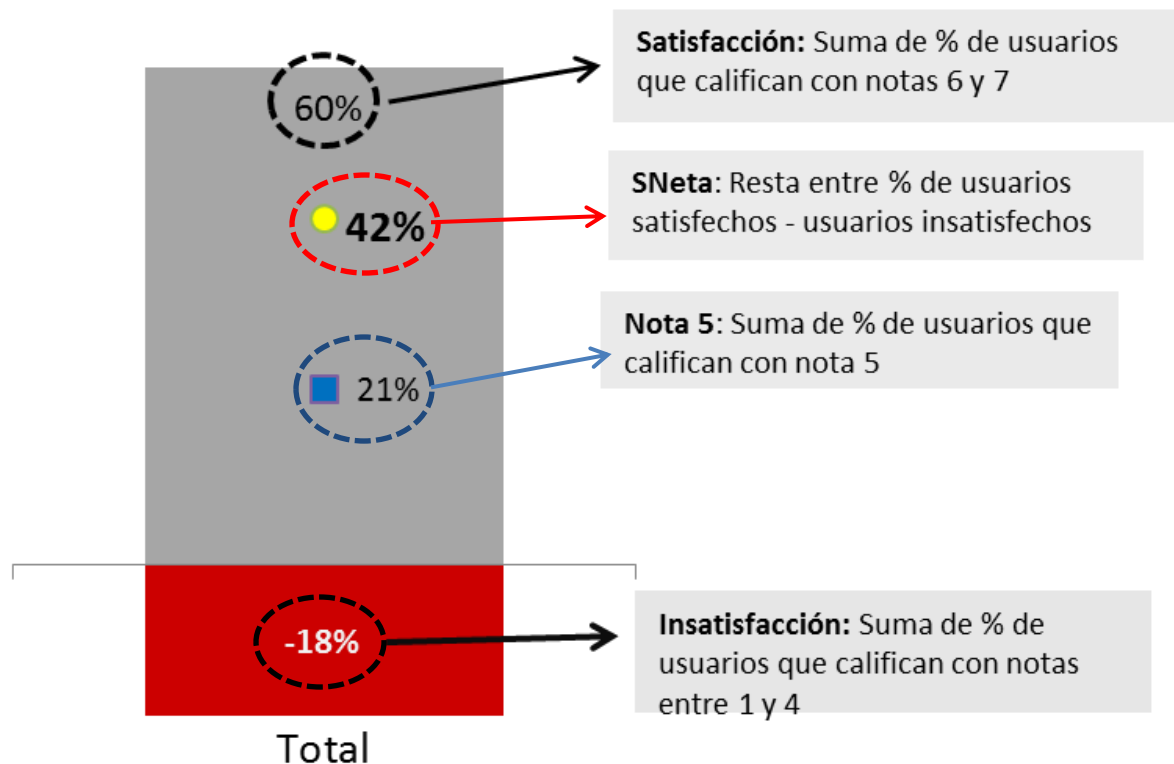 60%
Satisfacción: Suma de % de usuarios
que califican con notas 6 y 7
42%
SNeta: Resta entre % de usuarios
satisfechos - usuarios insatisfechos
21%
Nota 5: Suma de % de usuarios que
califican con nota 5
-18%
Insatisfacción: Suma de % de
usuarios que califican con notas
entre 1 y 4
Total